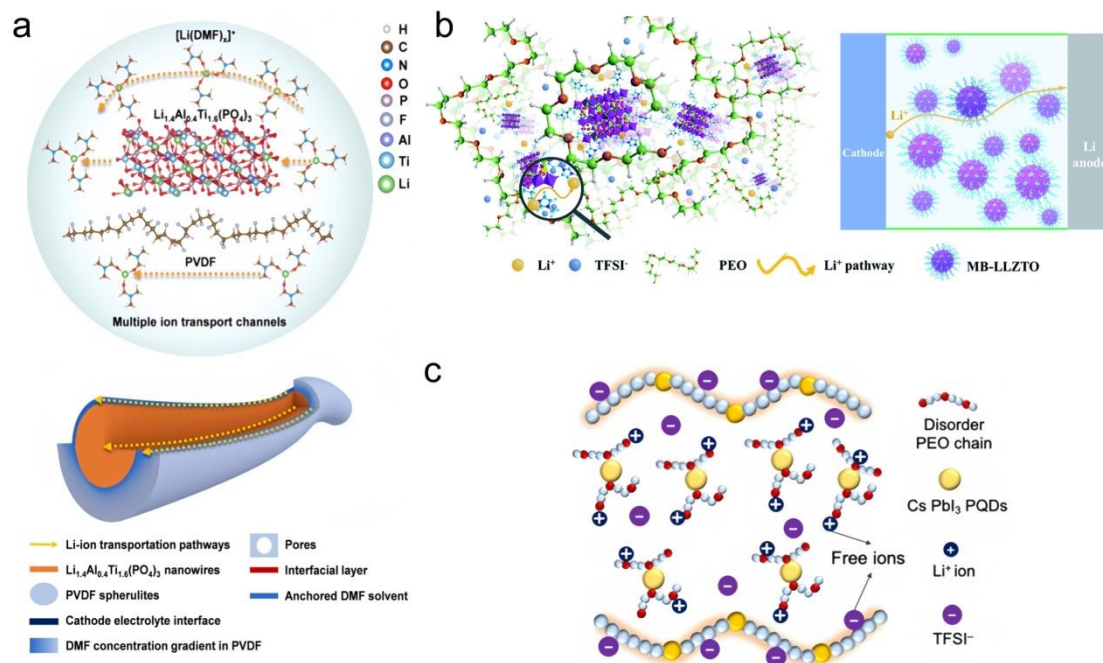 a
[Li(DMF)ₓ]⁺
Li₁.₄Al₀.₄Ti₁.₆(PO₄)₃
PVDF
Multiple ion transport channels
H
C
N
O
P
F
Al
Ti
Li
Li-ion transportation pathways
Li₁.₄Al₀.₄Ti₁.₆(PO₄)₃ nanowires
PVDF spherulites
Cathode electrolyte interface
DMF concentration gradient in PVDF
Pores
Interfacial layer
Anchored DMF solvent
b
Li⁺
TFSI⁻
PEO
Li⁺ pathway
MB-LLZTO
Cathode
Li⁺
Li
anode
c
Free ions
Disorder
PEO chain
Cs PbI₃ PQDs
Li⁺ ion
TFSI⁻